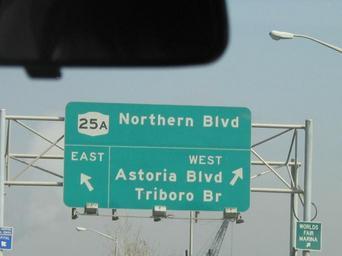 25A Northern Blvd
EAST WEST
Astoria Blvd
Triboro Br
WORLDS
FAIR
MARINA